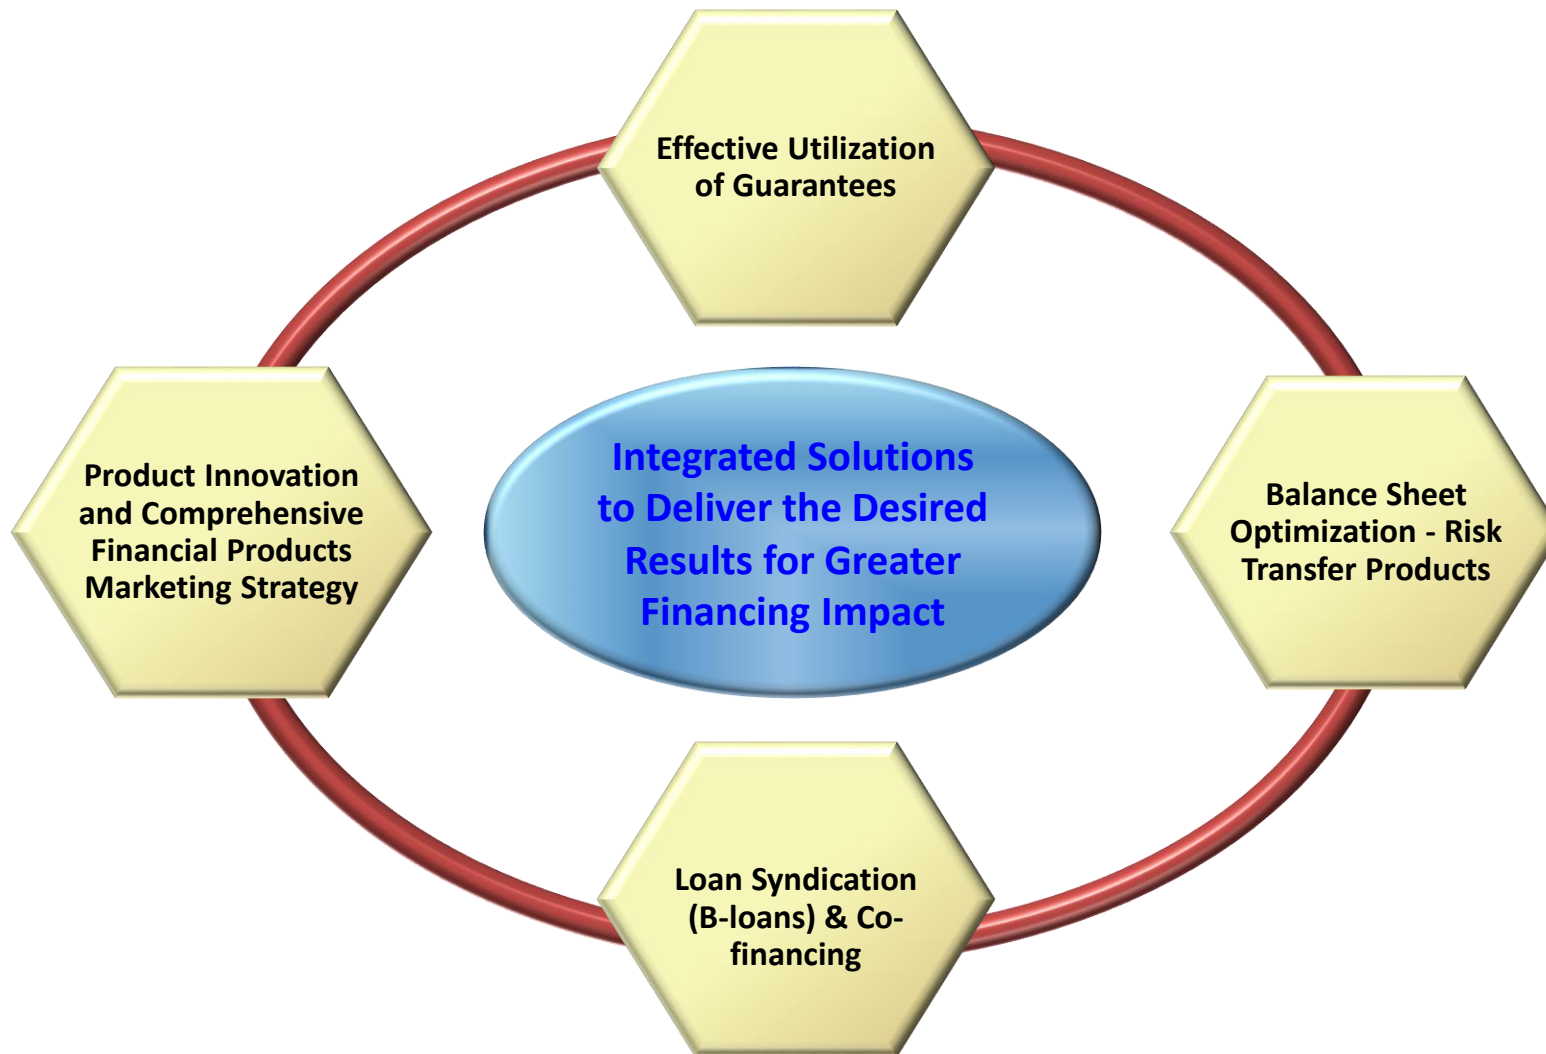 Effective Utilization
of Guarantees
Product Innovation
and Comprehensive
Financial Products
Marketing Strategy
Integrated Solutions
to Deliver the Desired
Results for Greater
Financing Impact
Balance Sheet
Optimization - Risk
Transfer Products
Loan Syndication
(B-loans) & Co-
financing